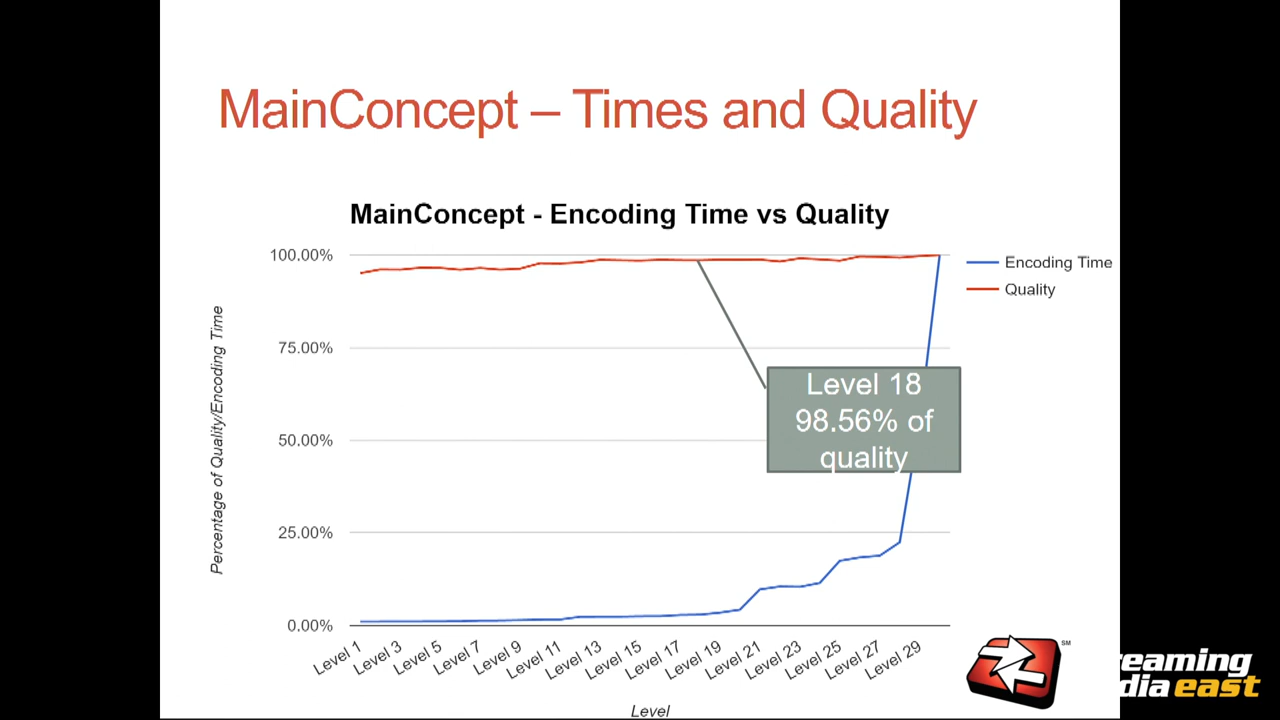 MainConcept – Times and Quality
MainConcept - Encoding Time vs Quality
100.00%
75.00%
50.00%
25.00%
0.00%
Percentage of Quality/Encoding Time
Encoding Time
Quality
Level 18
98.56% of
quality
Level 1
Level 3
Level 5
Level 7
Level 9
Level 11
Level 13
Level 15
Level 17
Level 19
Level 21
Level 23
Level 25
Level 27
Level 29
Level
SM
reaming
dia east